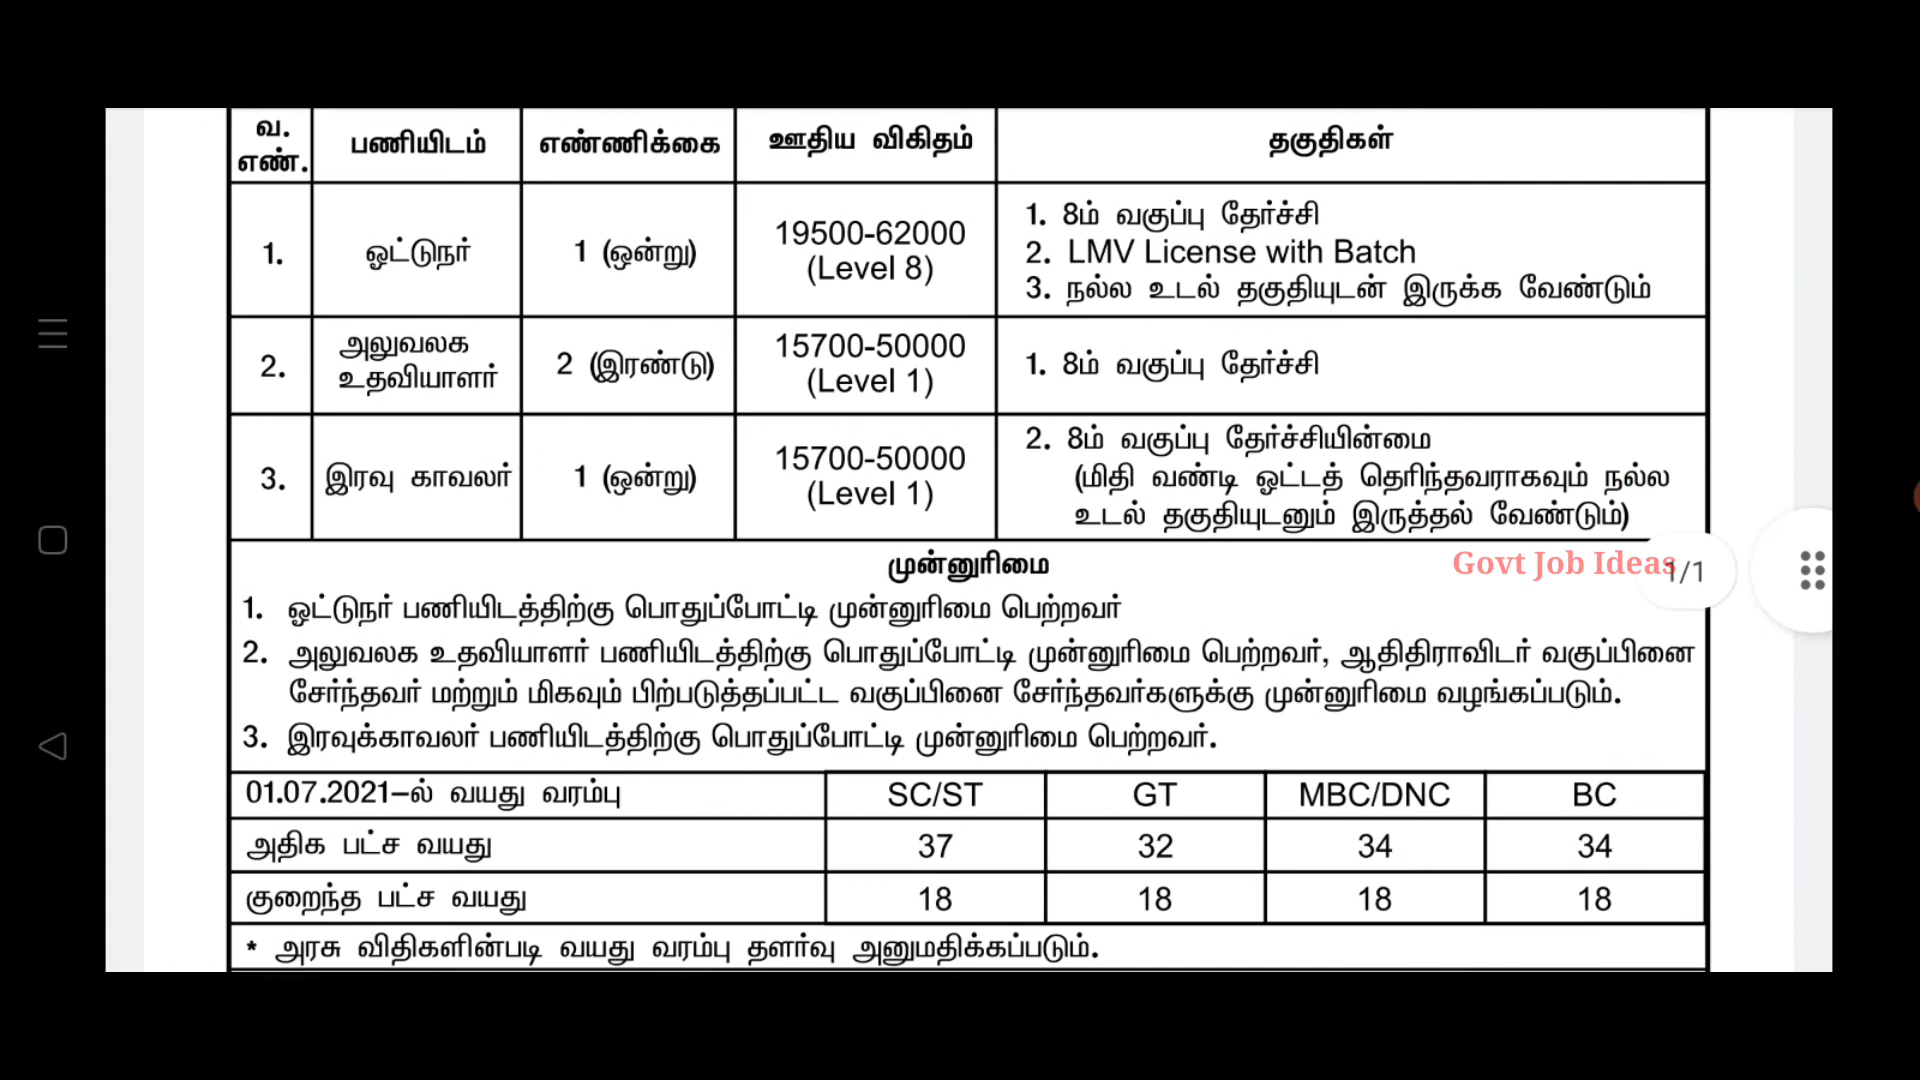 வ. எண்.	பணியிடம்	எண்ணிக்கை	ஊதிய விகிதம்	தகுதிகள்
1.	ஓட்டுநர்	1 (ஒன்று)	19500-62000 (Level 8)	1. 8ம் வகுப்பு தேர்ச்சி
2. LMV License with Batch
3. நல்ல உடல் தகுதியுடன் இருக்க வேண்டும்
2.	அலுவலக உதவியாளர்	2 (இரண்டு)	15700-50000 (Level 1)	1. 8ம் வகுப்பு தேர்ச்சி
3.	இரவு காவலர்	1 (ஒன்று)	15700-50000 (Level 1)	2. 8ம் வகுப்பு தேர்ச்சியின்மை
(மிதி வண்டி ஓட்டத் தெரிந்தவராகவும் நல்ல
உடல் தகுதியுடனும் இருத்தல் வேண்டும்)
முன்னுரிமை
Govt Job Ideas
1/1
1. ஓட்டுநர் பணியிடத்திற்கு பொதுப்போட்டி முன்னுரிமை பெற்றவர்
2. அலுவலக உதவியாளர் பணியிடத்திற்கு பொதுப்போட்டி முன்னுரிமை பெற்றவர், ஆதிதிராவிடர் வகுப்பினை
சேர்ந்தவர் மற்றும் மிகவும் பிற்படுத்தப்பட்ட வகுப்பினை சேர்ந்தவர்களுக்கு முன்னுரிமை வழங்கப்படும்.
3. இரவுக்காவலர் பணியிடத்திற்கு பொதுப்போட்டி முன்னுரிமை பெற்றவர்.
01.07.2021-ல் வயது வரம்பு	SC/ST	GT	MBC/DNC	BC
அதிக பட்ச வயது	37	32	34	34
குறைந்த பட்ச வயது	18	18	18	18
* அரசு விதிகளின்படி வயது வரம்பு தளர்வு அனுமதிக்கப்படும்.